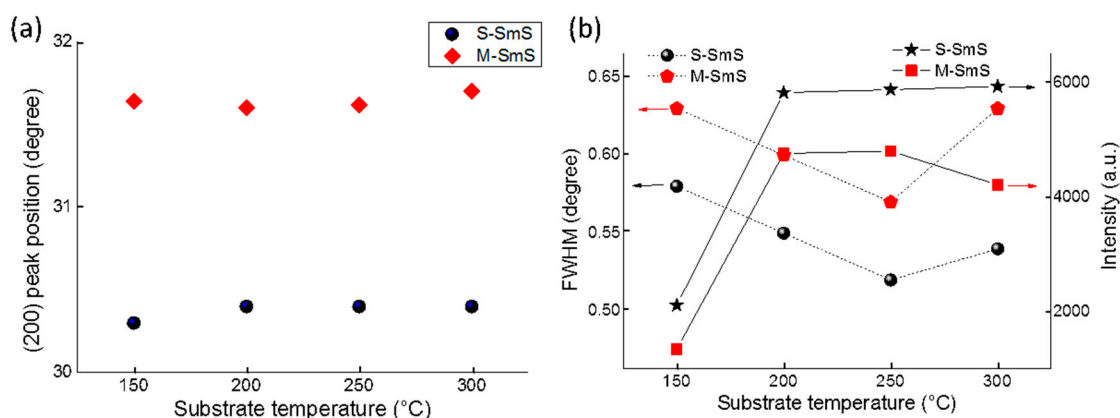 (a)
32
31
30
(200) peak position (degree)
S-SmS
M-SmS
150 200 250 300
Substrate temperature (°C)
(b)
S-SmS
M-SmS
S-SmS
M-SmS
0.65
0.60
0.55
0.50
FWHM (degree)
6000
4000
2000
Intensity (a.u.)
150 200 250 300
Substrate temperature (°C)